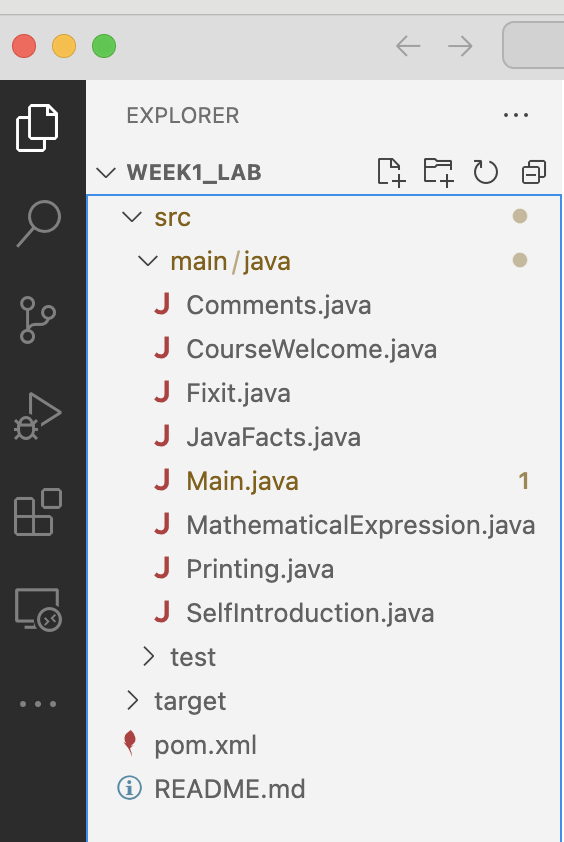 EXPLORER
WEEK1_LAB
src
main/java
Comments.java
CourseWelcome.java
Fixit.java
JavaFacts.java
Main.java 1
MathematicalExpression.java
Printing.java
SelfIntroduction.java
test
target
pom.xml
README.md